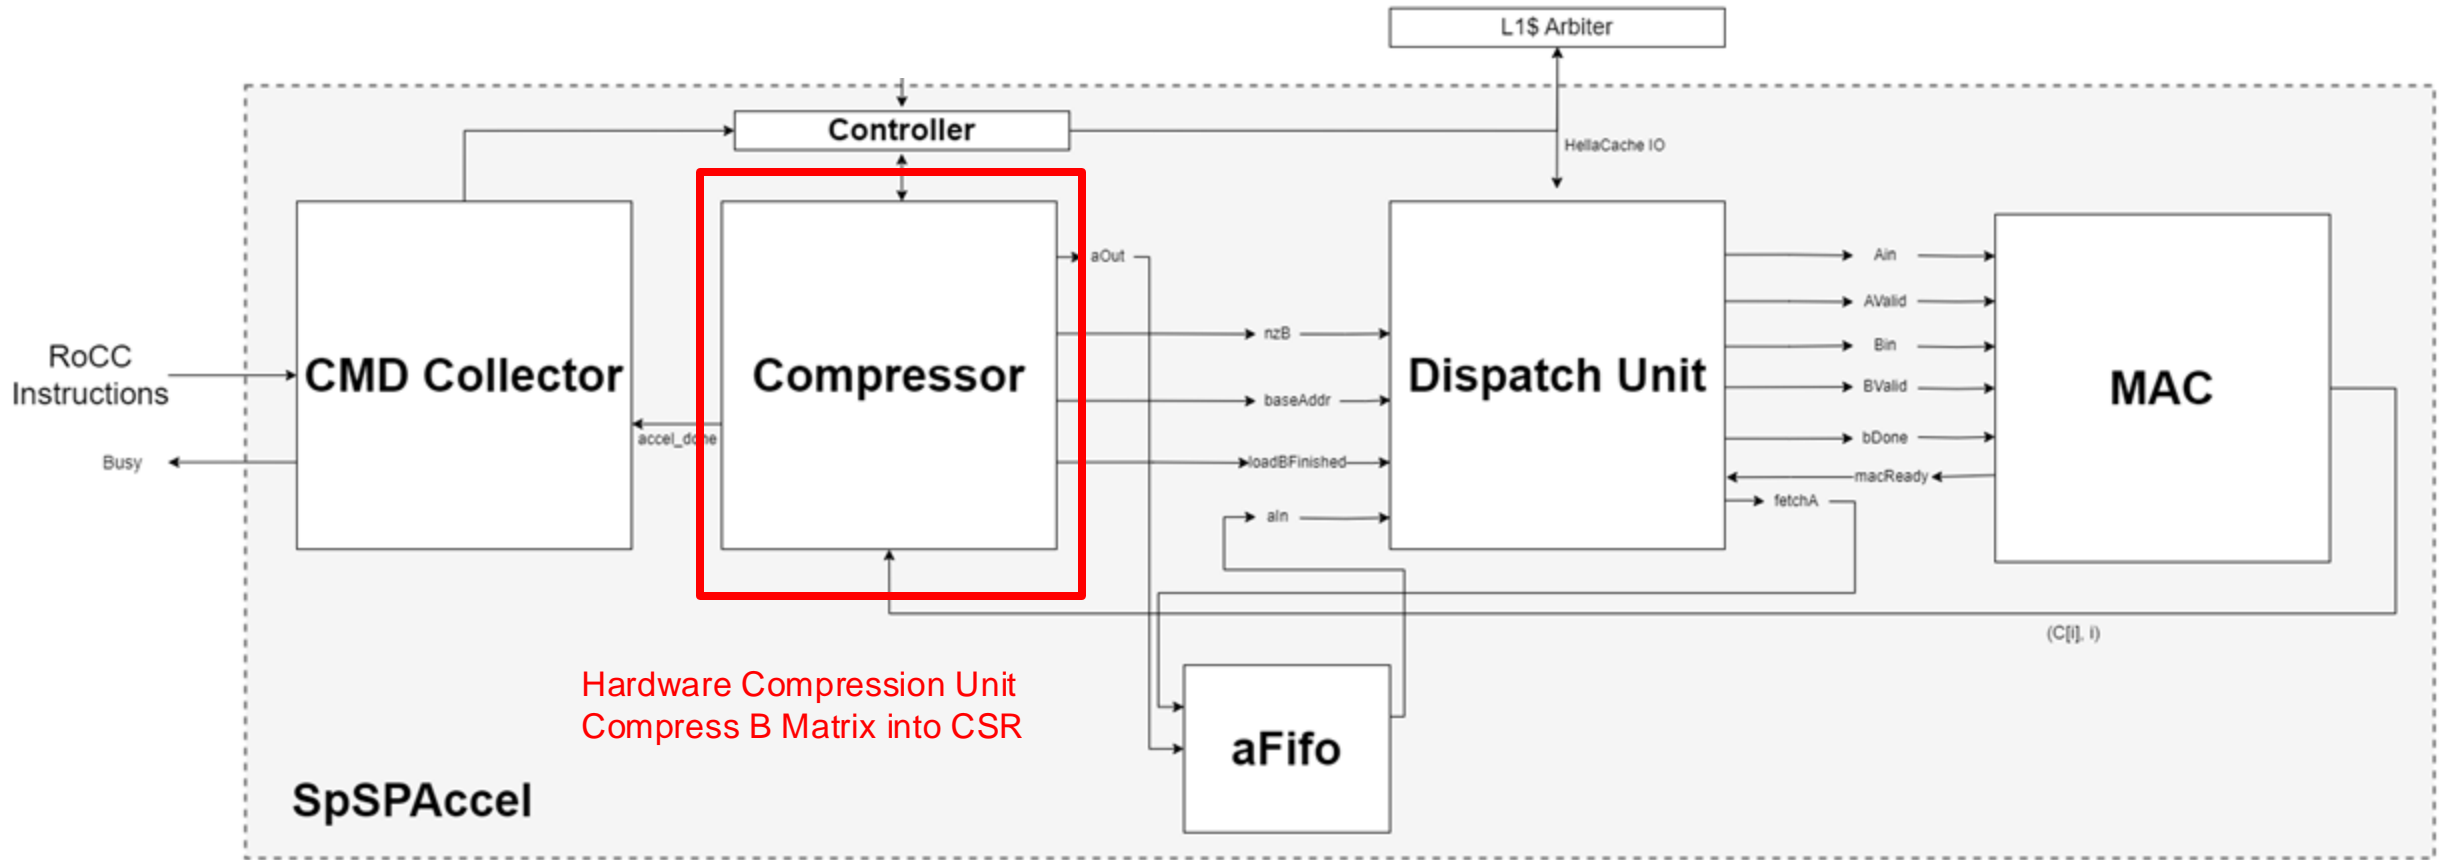 L1$ Arbiter
Controller
HellaCache IO
RoCC
Instructions
Busy
CMD Collector
accel_done
Compressor
aOut
nzB
baseAddr
loadBFinished
aIn
Dispatch Unit
Ain
AValid
Bin
BValid
bDone
macReady
fetchA
MAC
(C[i], i)
Hardware Compression Unit
Compress B Matrix into CSR
aFifo
SpSPAccel